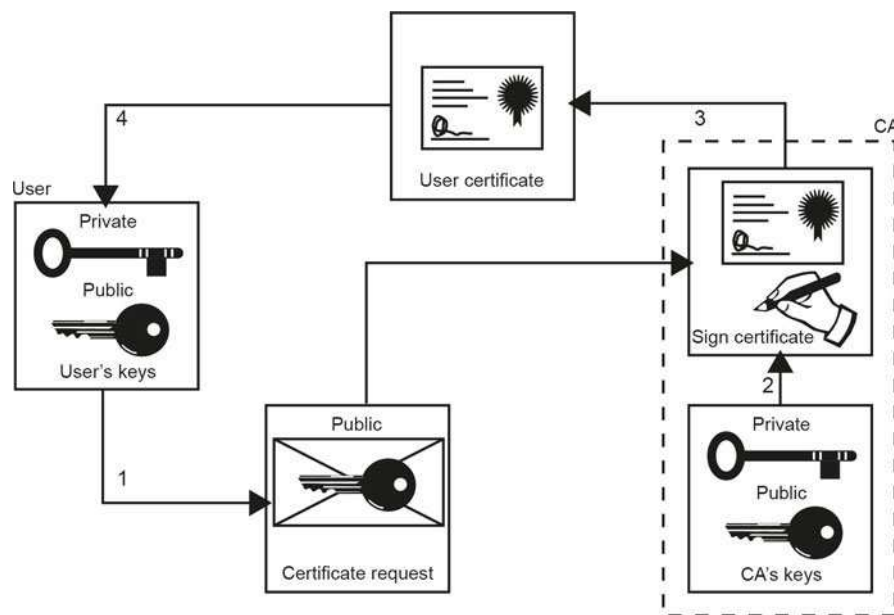 4
User certificate
3
CA
User
Private
Public
User's keys
1
Public
Certificate request
Sign certificate
2
Private
Public
CA's keys